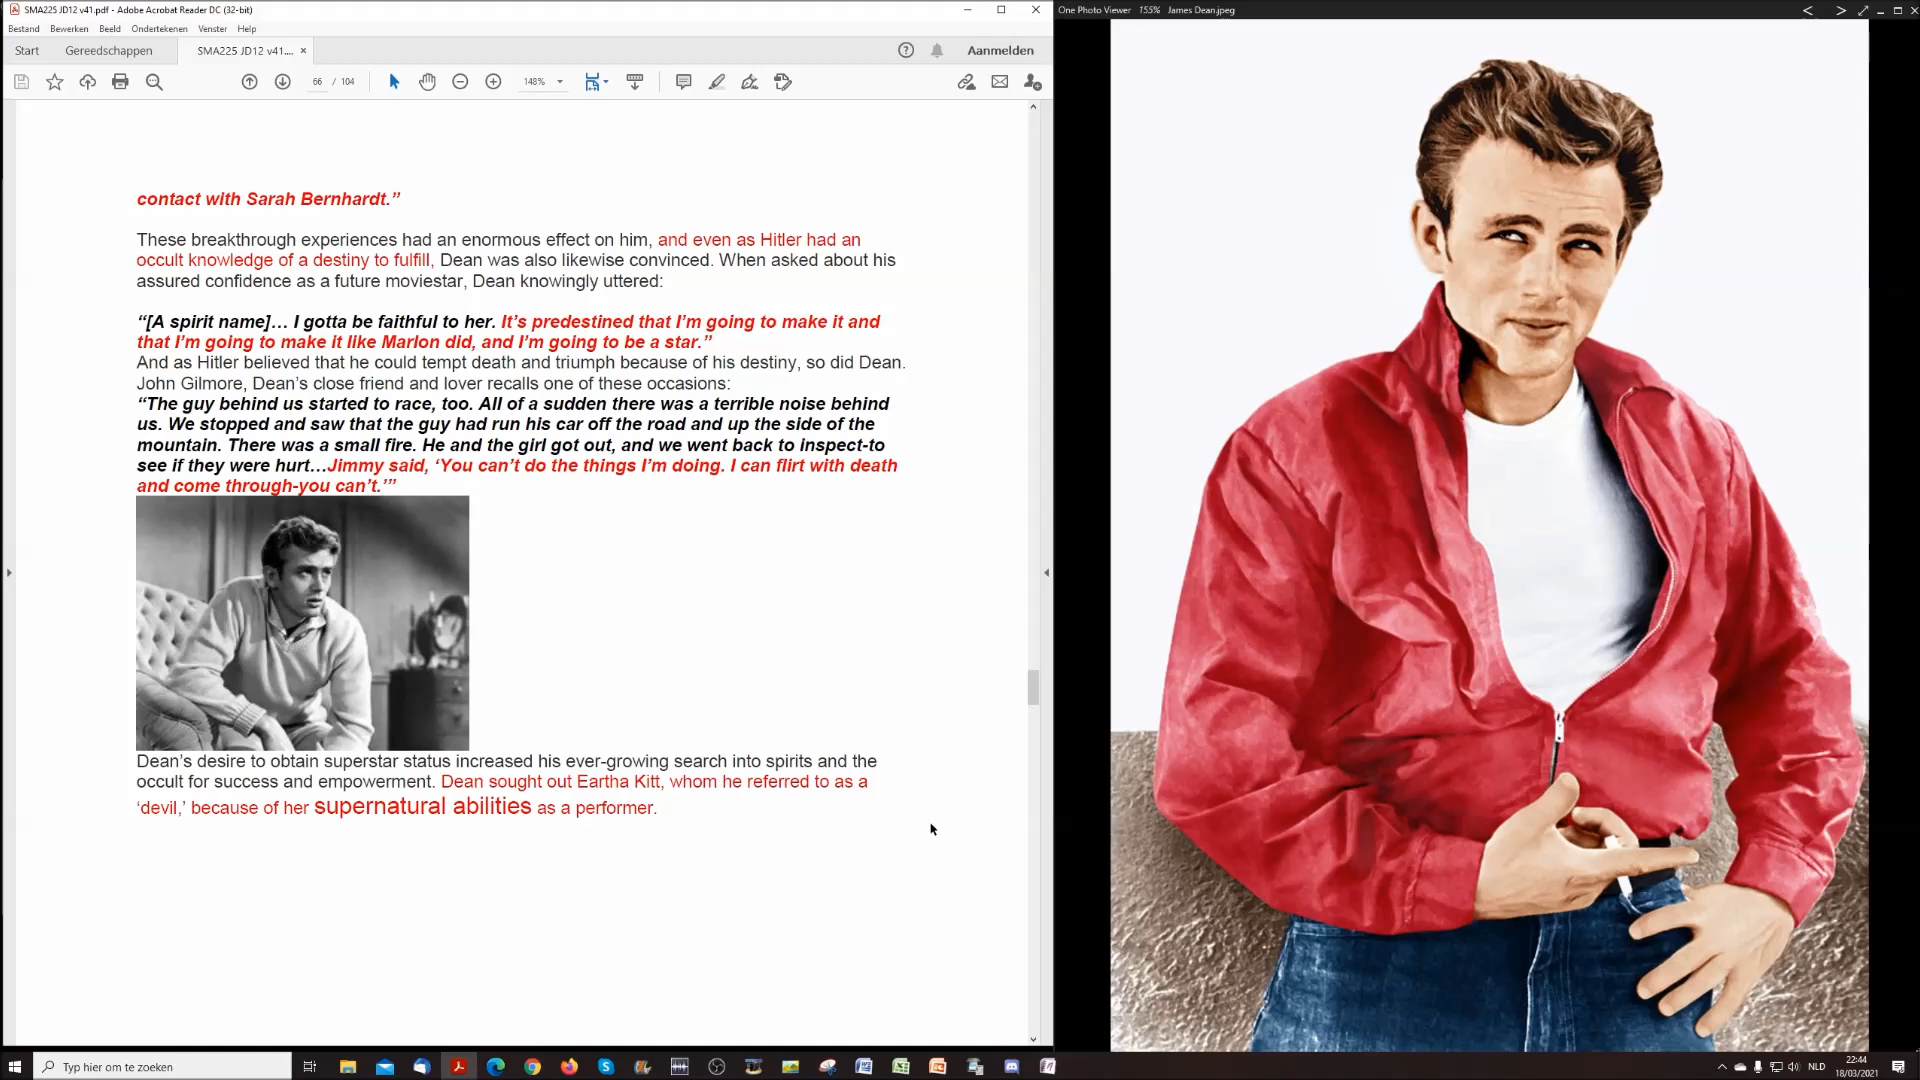 SMA225 JD12 v41.pdf - Adobe Acrobat Reader DC (32-bit)
Bestand Bewerken Beeld Ondertekenen Venster Help
Start Gereedschappen SMA225 JD12 v41.... × Aanmelden
66 / 104 148%
contact with Sarah Bernhardt.”
These breakthrough experiences had an enormous effect on him, and even as Hitler had an
occult knowledge of a destiny to fulfill, Dean was also likewise convinced. When asked about his
assured confidence as a future moviestar, Dean knowingly uttered:
“[A spirit name]… I gotta be faithful to her. It’s predestined that I’m going to make it and
that I’m going to make it like Marlon did, and I’m going to be a star.”
And as Hitler believed that he could tempt death and triumph because of his destiny, so did Dean.
John Gilmore, Dean’s close friend and lover recalls one of these occasions:
“The guy behind us started to race, too. All of a sudden there was a terrible noise behind
us. We stopped and saw that the guy had run his car off the road and up the side of the
mountain. There was a small fire. He and the girl got out, and we went back to inspect-to
see if they were hurt…Jimmy said, ‘You can’t do the things I’m doing. I can flirt with death
and come through-you can’t.’”
Dean’s desire to obtain superstar status increased his ever-growing search into spirits and the
occult for success and empowerment. Dean sought out Eartha Kitt, whom he referred to as a
‘devil,’ because of her supernatural abilities as a performer.
One Photo Viewer 155% James Dean.jpeg
Typ hier om te zoeken
NLD
22:44
18/03/2021